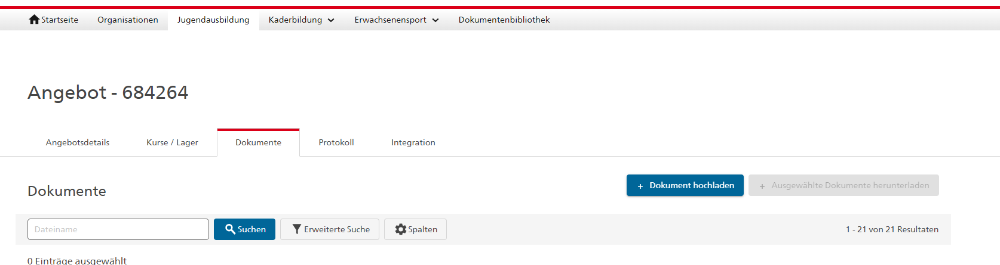 Startseite Organisationen Jugendausbildung Kaderbildung Erwachsenensport Dokumentenbibliothek
Angebot - 684264
Angebotsdetails Kurse / Lager Dokumente Protokoll Integration
Dokumente
+ Dokument hochladen + Ausgewählte Dokumente herunterladen
Dateiname Suchen Erweiterte Suche Spalten 1 - 21 von 21 Resultaten
0 Einträge ausgewählt